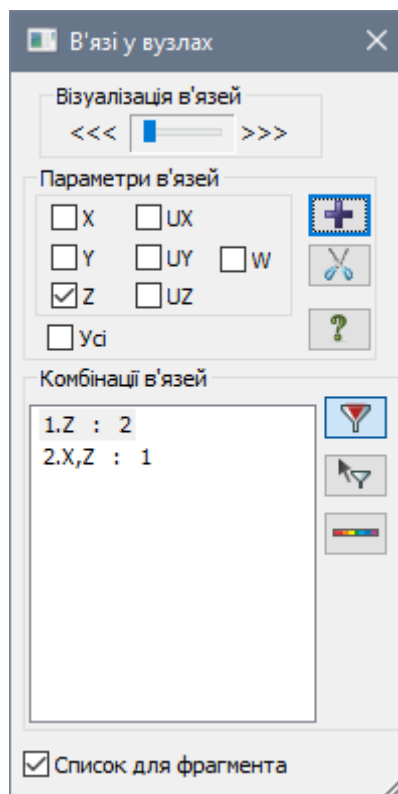 В'язі у вузлах
Візуалізація в'язей
<<< >>>
Параметри в'язей
X UX
Y UY W
Z UZ
Усі
Комбінації в'язей
1.Z : 2
2.X,Z : 1
Список для фрагмента